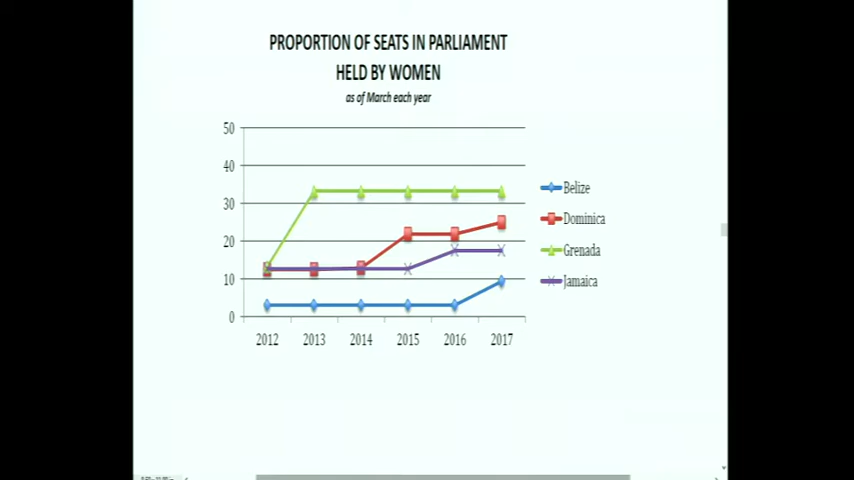 PROPORTION OF SEATS IN PARLIAMENT
HELD BY WOMEN
as of March each year
50
40
30
20
10
0
2012 2013 2014 2015 2016 2017
Belize
Dominica
Grenada
Jamaica